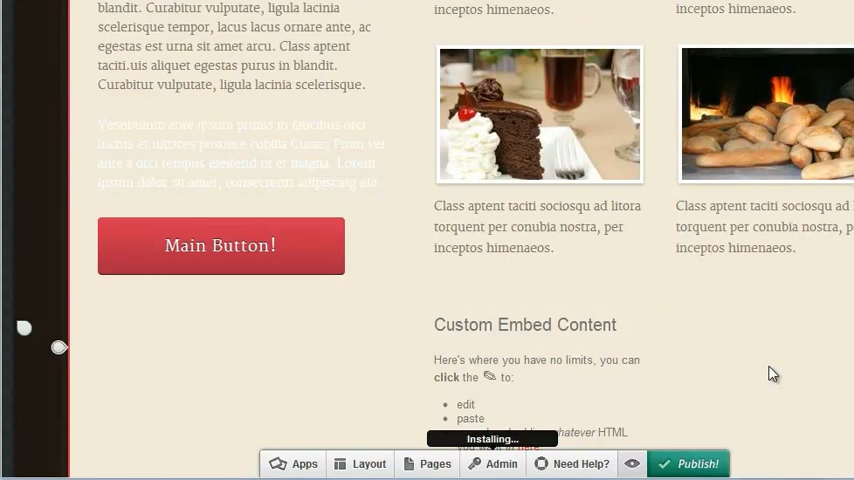 blandit. Curabitur vulputate, ligula lacinia
scelerisque tempor, lacus lacus ornare ante, ac
egestas est urna sit amet arcu. Class aptent
taciti.uis aliquet egestas purus in blandit.
Curabitur vulputate, ligula lacinia scelerisque.
Vestibulum ante ipsum primis in faucibus orci
luctus et ultrices posuere cubilia Curae; Proin vel
ante a orci tempus eleifend ut et magna. Lorem
ipsum dolor sit amet, consectetur adipiscing elit.
Main Button!
inceptos himenaeos.
inceptos himenaeos.
Class aptent taciti sociosqu ad litora
torquent per conubia nostra, per
inceptos himenaeos.
Class aptent taciti sociosqu ad
torquent per conubia nostra, p
inceptos himenaeos.
Custom Embed Content
Here's where you have no limits, you can
click the to:
edit
paste
hatever HTML
you want in here.
Installing...
Apps
Layout
Pages
Admin
Need Help?
Publish!